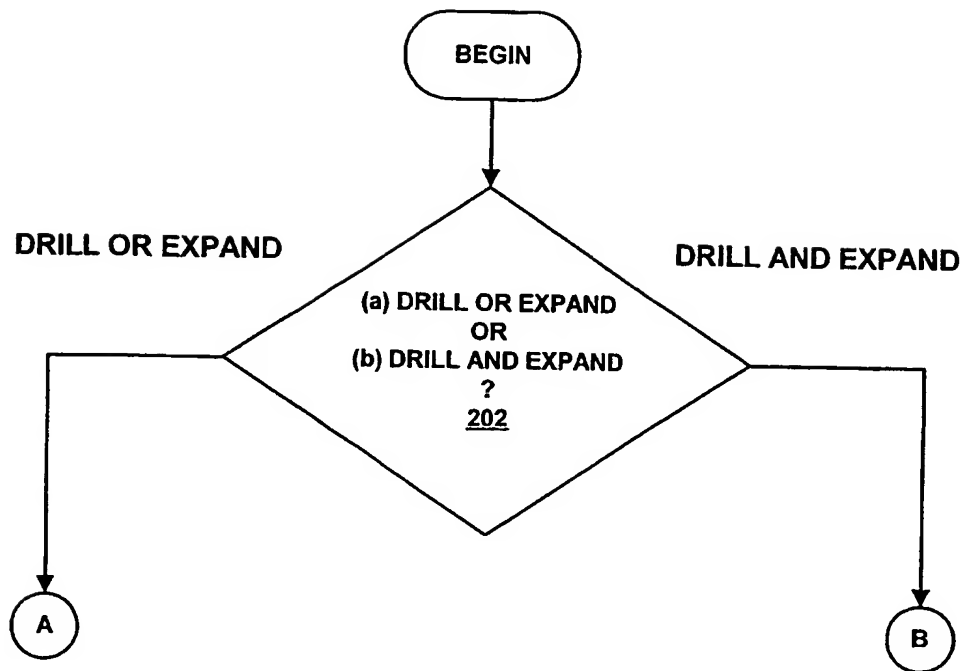 BEGIN
DRILL OR EXPAND
DRILL AND EXPAND
(a) DRILL OR EXPAND
OR
(b) DRILL AND EXPAND
?
202
A
B